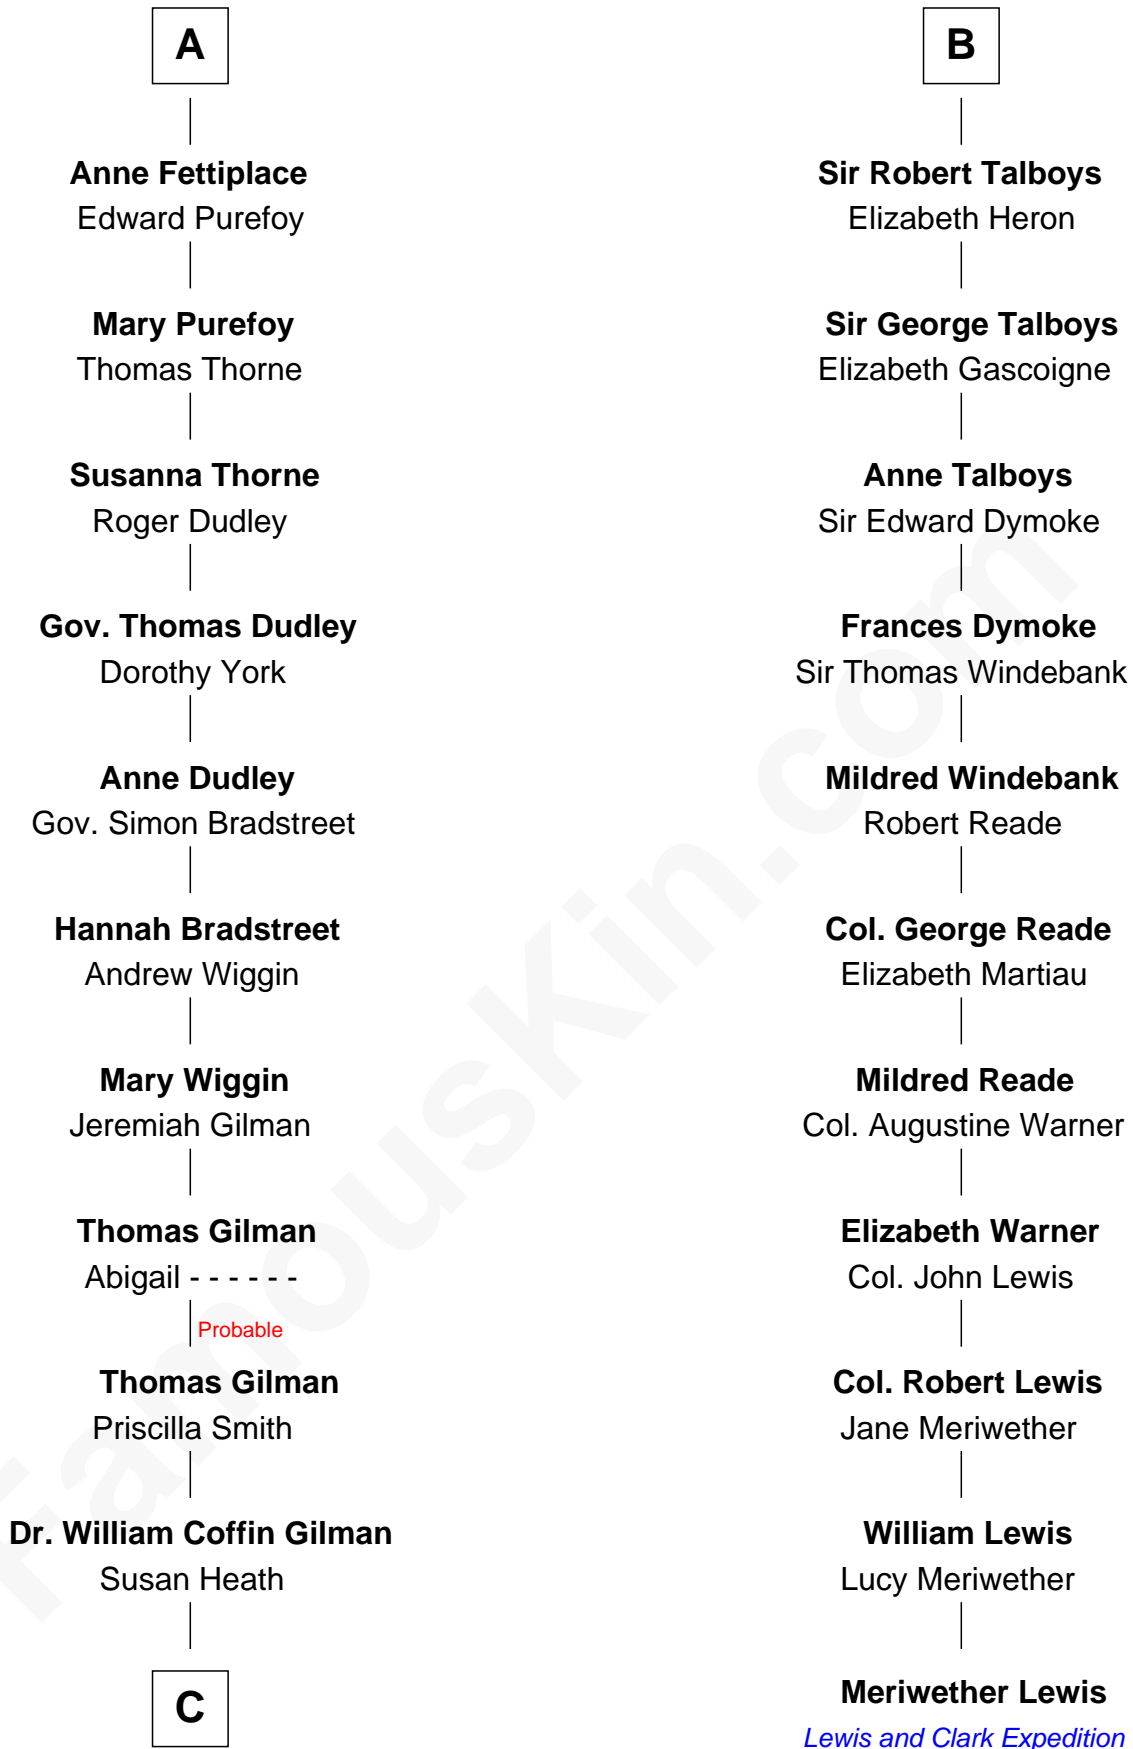 A
Anne Fettiplace
Edward Purefoy
Mary Purefoy
Thomas Thorne
Susanna Thorne
Roger Dudley
Gov. Thomas Dudley
Dorothy York
Anne Dudley
Gov. Simon Bradstreet
Hannah Bradstreet
Andrew Wiggin
Mary Wiggin
Jeremiah Gilman
Thomas Gilman
Abigail - - - - - -
Probable
Thomas Gilman
Priscilla Smith
Dr. William Coffin Gilman
Susan Heath
C
B
Sir Robert Talboys
Elizabeth Heron
Sir George Talboys
Elizabeth Gascoigne
Anne Talboys
Sir Edward Dymoke
Frances Dymoke
Sir Thomas Windebank
Mildred Windebank
Robert Reade
Col. George Reade
Elizabeth Martiau
Mildred Reade
Col. Augustine Warner
Elizabeth Warner
Col. John Lewis
Col. Robert Lewis
Jane Meriwether
William Lewis
Lucy Meriwether
Meriwether Lewis
Lewis and Clark Expedition
FamousKin.com